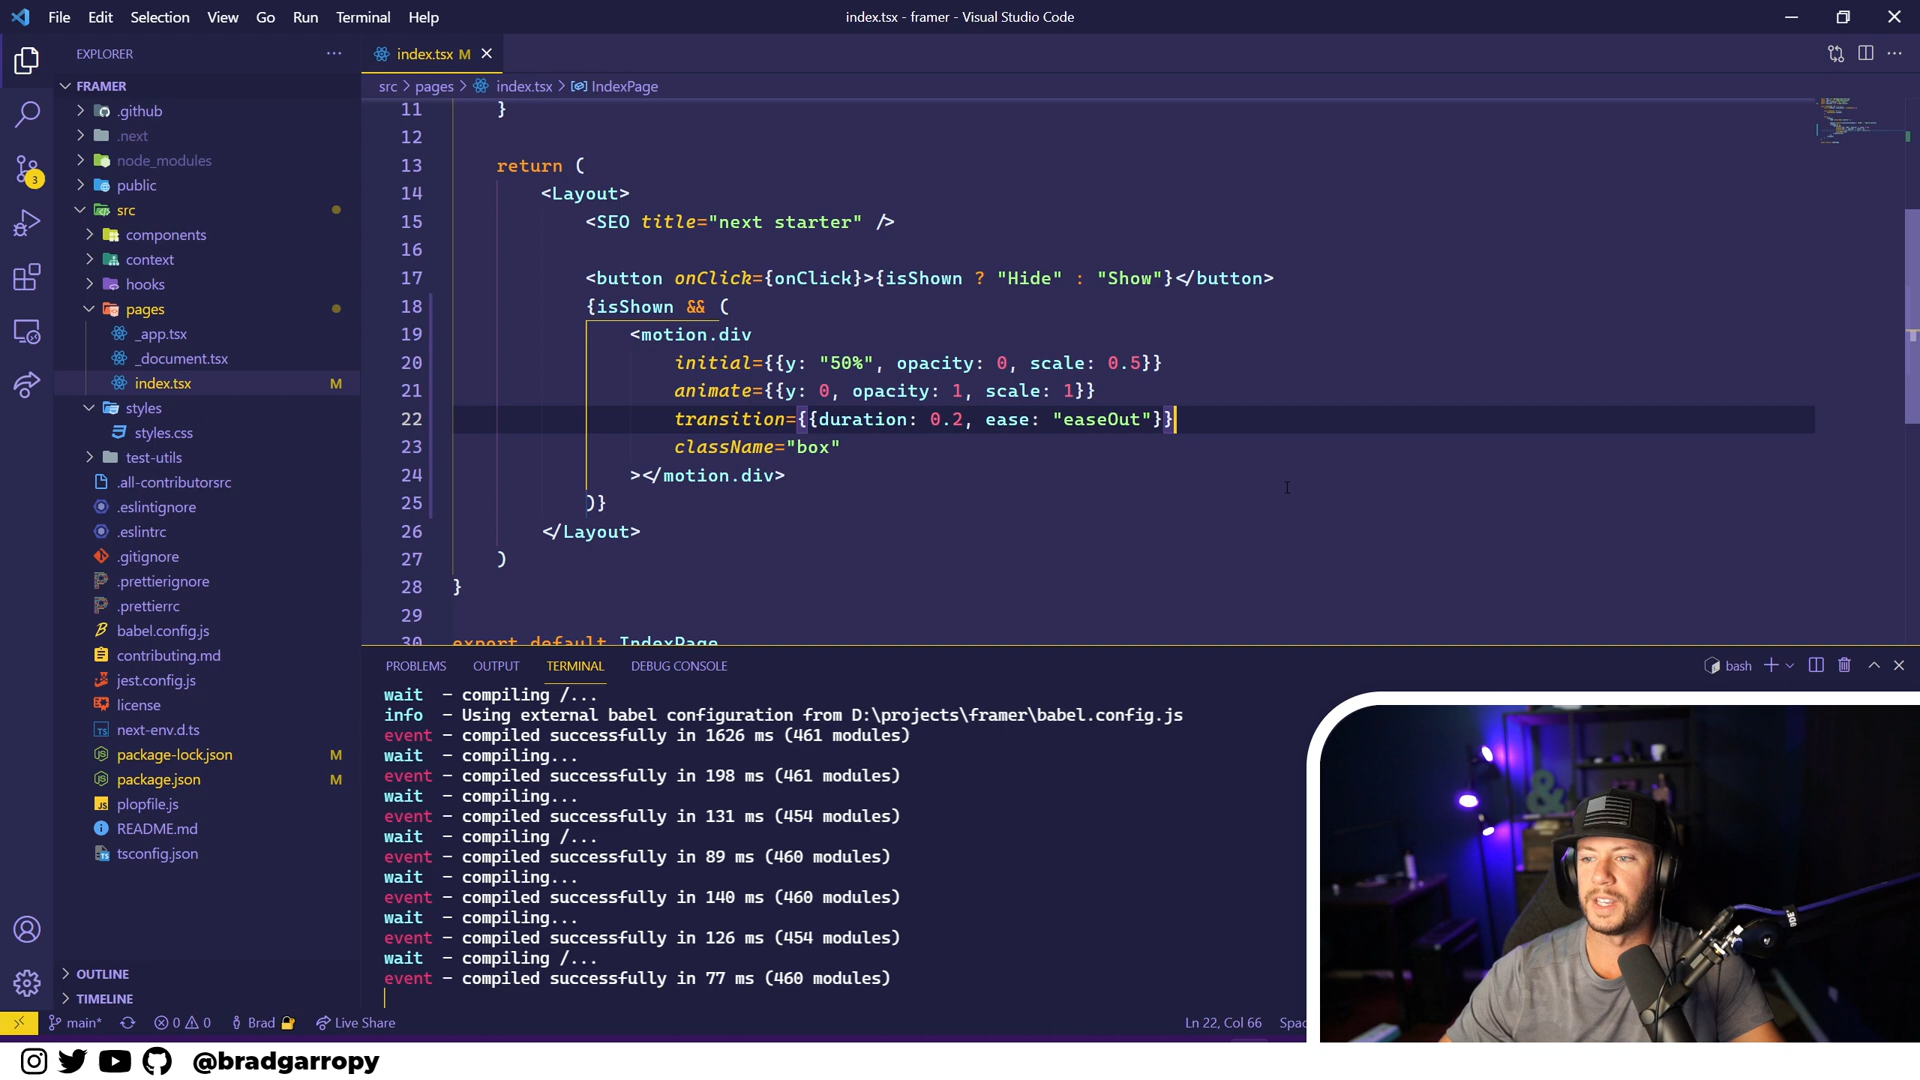 File Edit Selection View Go Run Terminal Help
index.tsx - framer - Visual Studio Code
EXPLORER
FRAMER
.github
.next
node_modules
public
src
components
context
hooks
pages
_app.tsx
_document.tsx
index.tsx M
styles
styles.css
test-utils
.all-contributorsrc
.eslintignore
.eslintrc
.gitignore
.prettierignore
.prettierrc
babel.config.js
contributing.md
jest.config.js
license
next-env.d.ts
package-lock.json M
package.json M
plopfile.js
README.md
tsconfig.json
OUTLINE
TIMELINE
3
index.tsx M
src > pages > index.tsx > IndexPage
11 }
12
13 return (
14 <Layout>
15 <SEO title="next starter" />
16
17 <button onClick={onClick}>{isShown ? "Hide" : "Show"}</button>
18 {isShown && (
19 <motion.div
20 initial={{y: "50%", opacity: 0, scale: 0.5}}
21 animate={{y: 0, opacity: 1, scale: 1}}
22 transition={{duration: 0.2, ease: "easeOut"}}
23 className="box"
24 ></motion.div>
25 )}
26 </Layout>
27 )
28 }
29
30 export default IndexPage
PROBLEMS OUTPUT TERMINAL DEBUG CONSOLE
bash
wait - compiling /...
info - Using external babel configuration from D:\projects\framer\babel.config.js
event - compiled successfully in 1626 ms (461 modules)
wait - compiling...
event - compiled successfully in 198 ms (461 modules)
wait - compiling...
event - compiled successfully in 131 ms (454 modules)
wait - compiling /...
event - compiled successfully in 89 ms (460 modules)
wait - compiling...
event - compiled successfully in 140 ms (460 modules)
wait - compiling...
event - compiled successfully in 126 ms (454 modules)
wait - compiling /...
event - compiled successfully in 77 ms (460 modules)
main* 0 0 Brad Live Share
Ln 22, Col 66 Spac
@bradgarropy